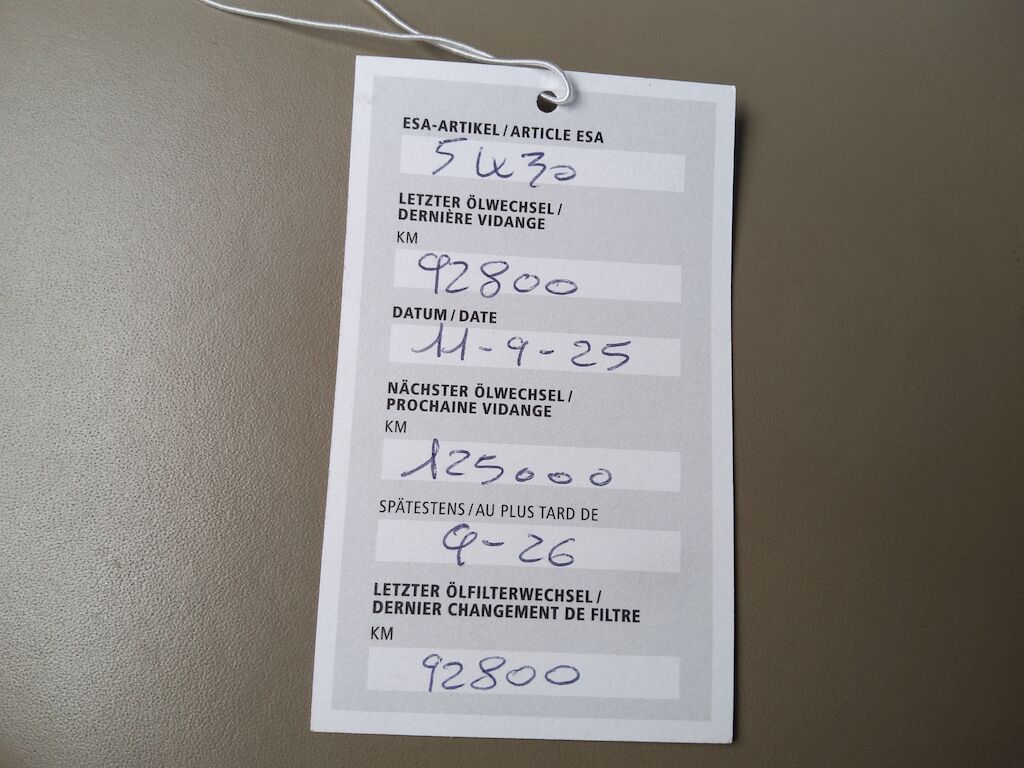 ESA-ARTIKEL / ARTICLE ESA
5W30
LETZTER ÖLWECHSEL /
DERNIÈRE VIDANGE
KM
92800
DATUM / DATE
11-9-25
NÄCHSTER ÖLWECHSEL /
PROCHAINE VIDANGE
KM
125000
SPÄTESTENS / AU PLUS TARD DE
9-26
LETZTER ÖLFILTERWECHSEL /
DERNIER CHANGEMENT DE FILTRE
KM
92800